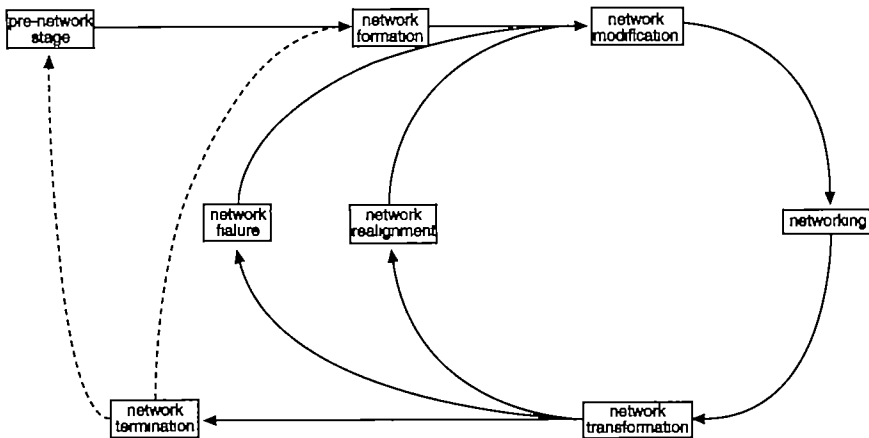 pre-network
stage
network
formation
network
modification
network
failure
network
realignment
networking
network
termination
network
transformation